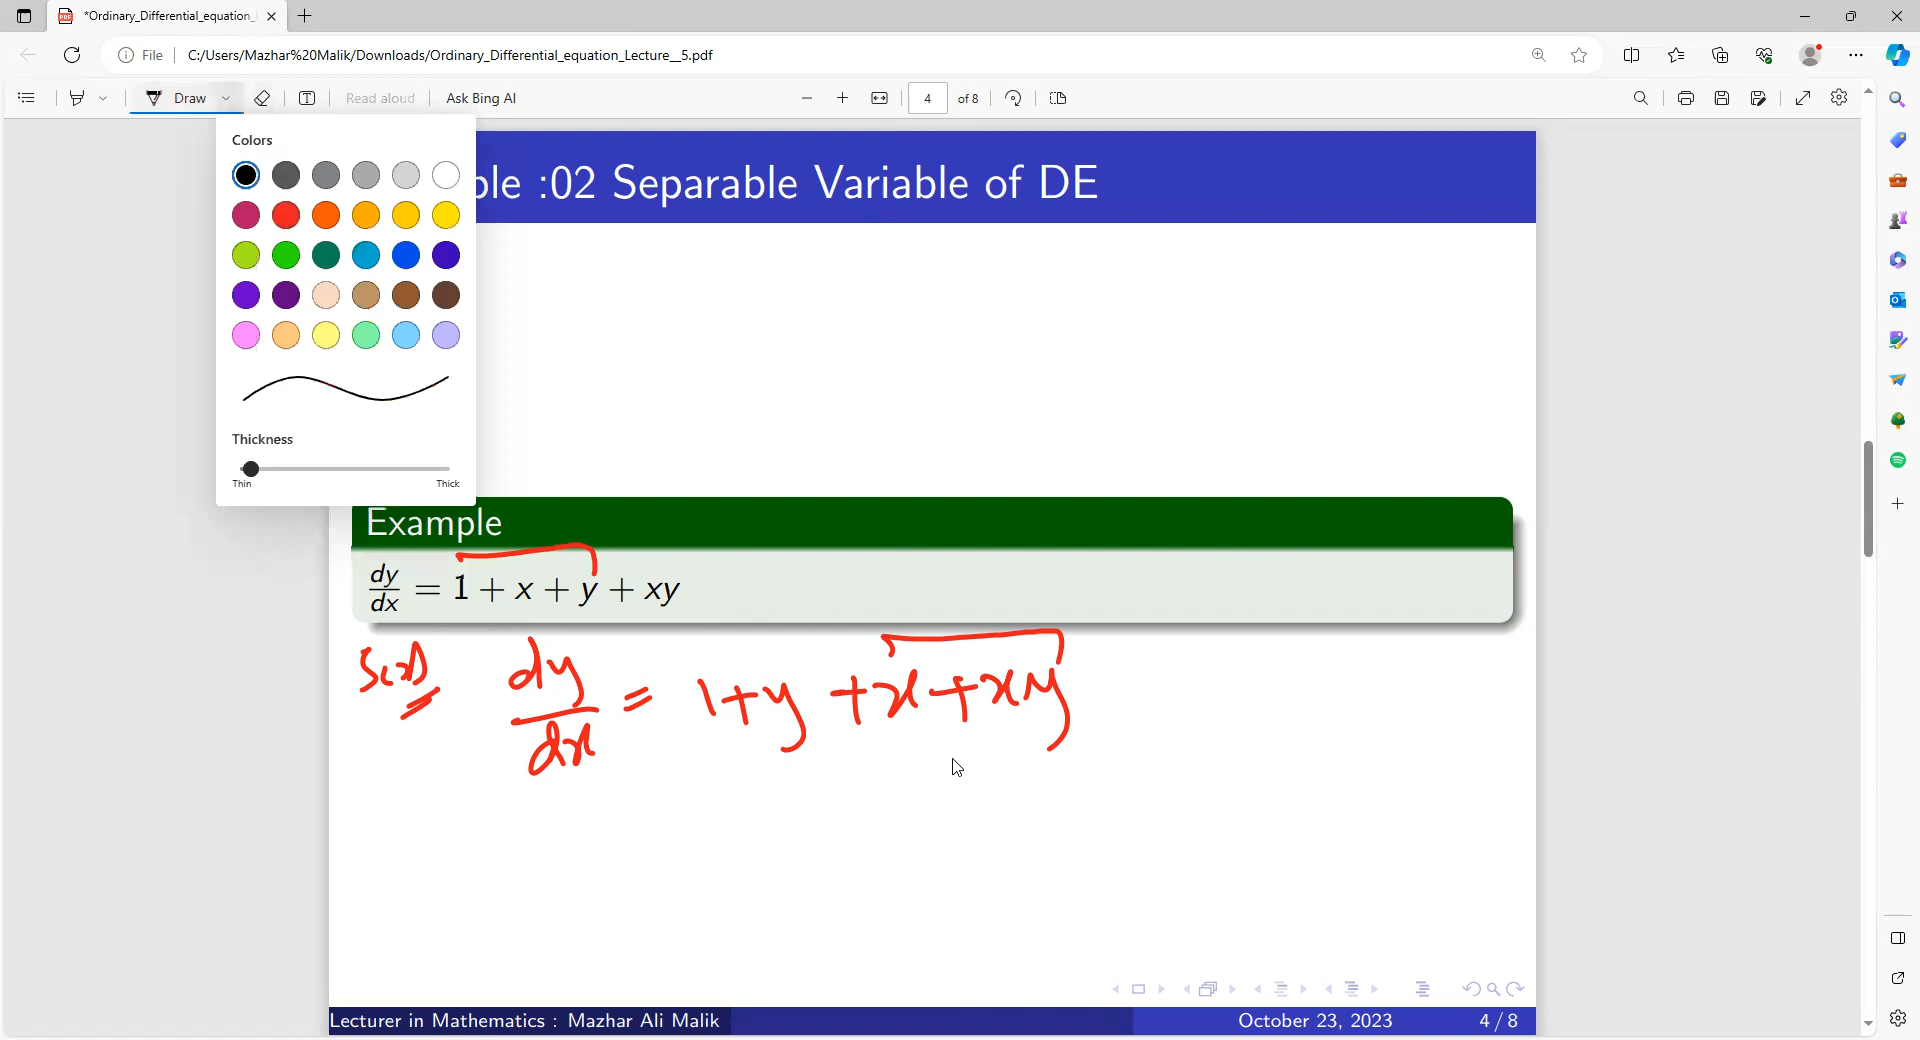 *Ordinary_Differential_equation_
File
C:/Users/Mazhar%20Malik/Downloads/Ordinary_Differential_equation_Lecture__5.pdf
Draw
Read aloud
Ask Bing AI
4
of 8
Colors
Thickness
Thin
Thick
ple :02 Separable Variable of DE
Example
dy/dx = 1 + x + y + xy
dy/dx = 1+y +x+xy
Lecturer in Mathematics : Mazhar Ali Malik
October 23, 2023
4 / 8